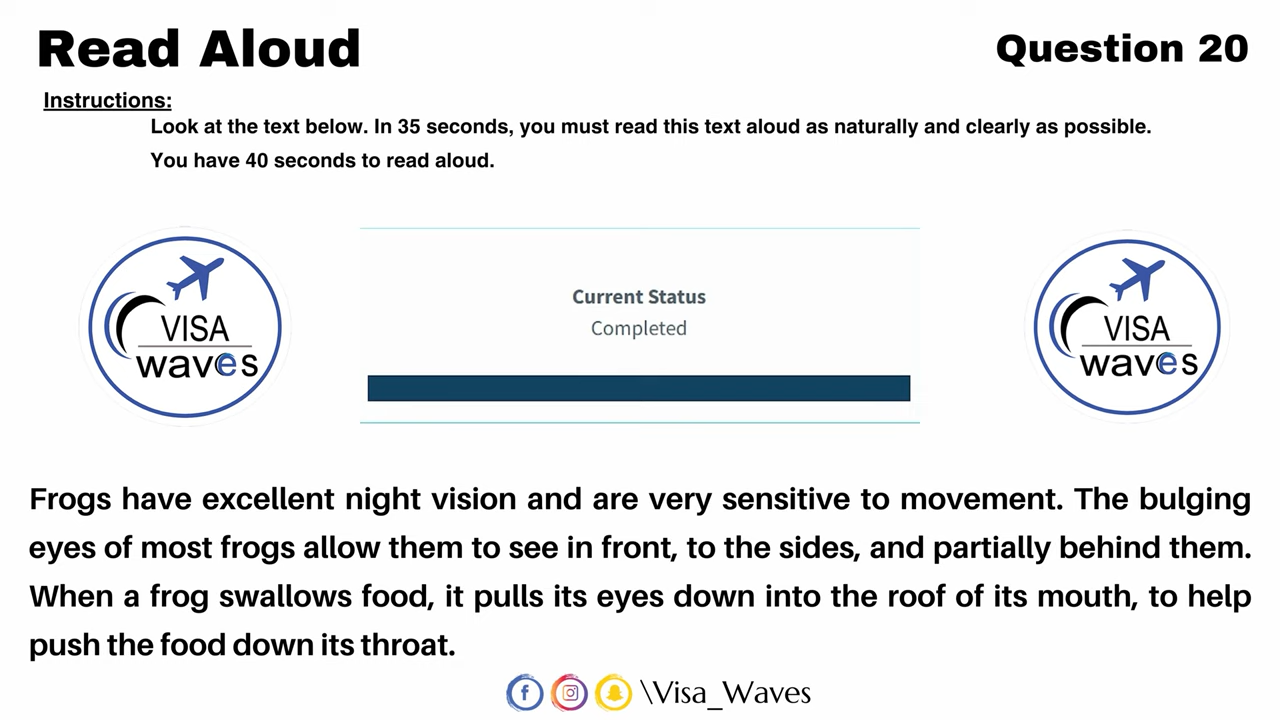 Read Aloud
Question 20
Instructions:
Look at the text below. In 35 seconds, you must read this text aloud as naturally and clearly as possible.
You have 40 seconds to read aloud.
VISA
waves
Current Status
Completed
VISA
waves
Frogs have excellent night vision and are very sensitive to movement. The bulging
eyes of most frogs allow them to see in front, to the sides, and partially behind them.
When a frog swallows food, it pulls its eyes down into the roof of its mouth, to help
push the food down its throat.
\Visa_Waves